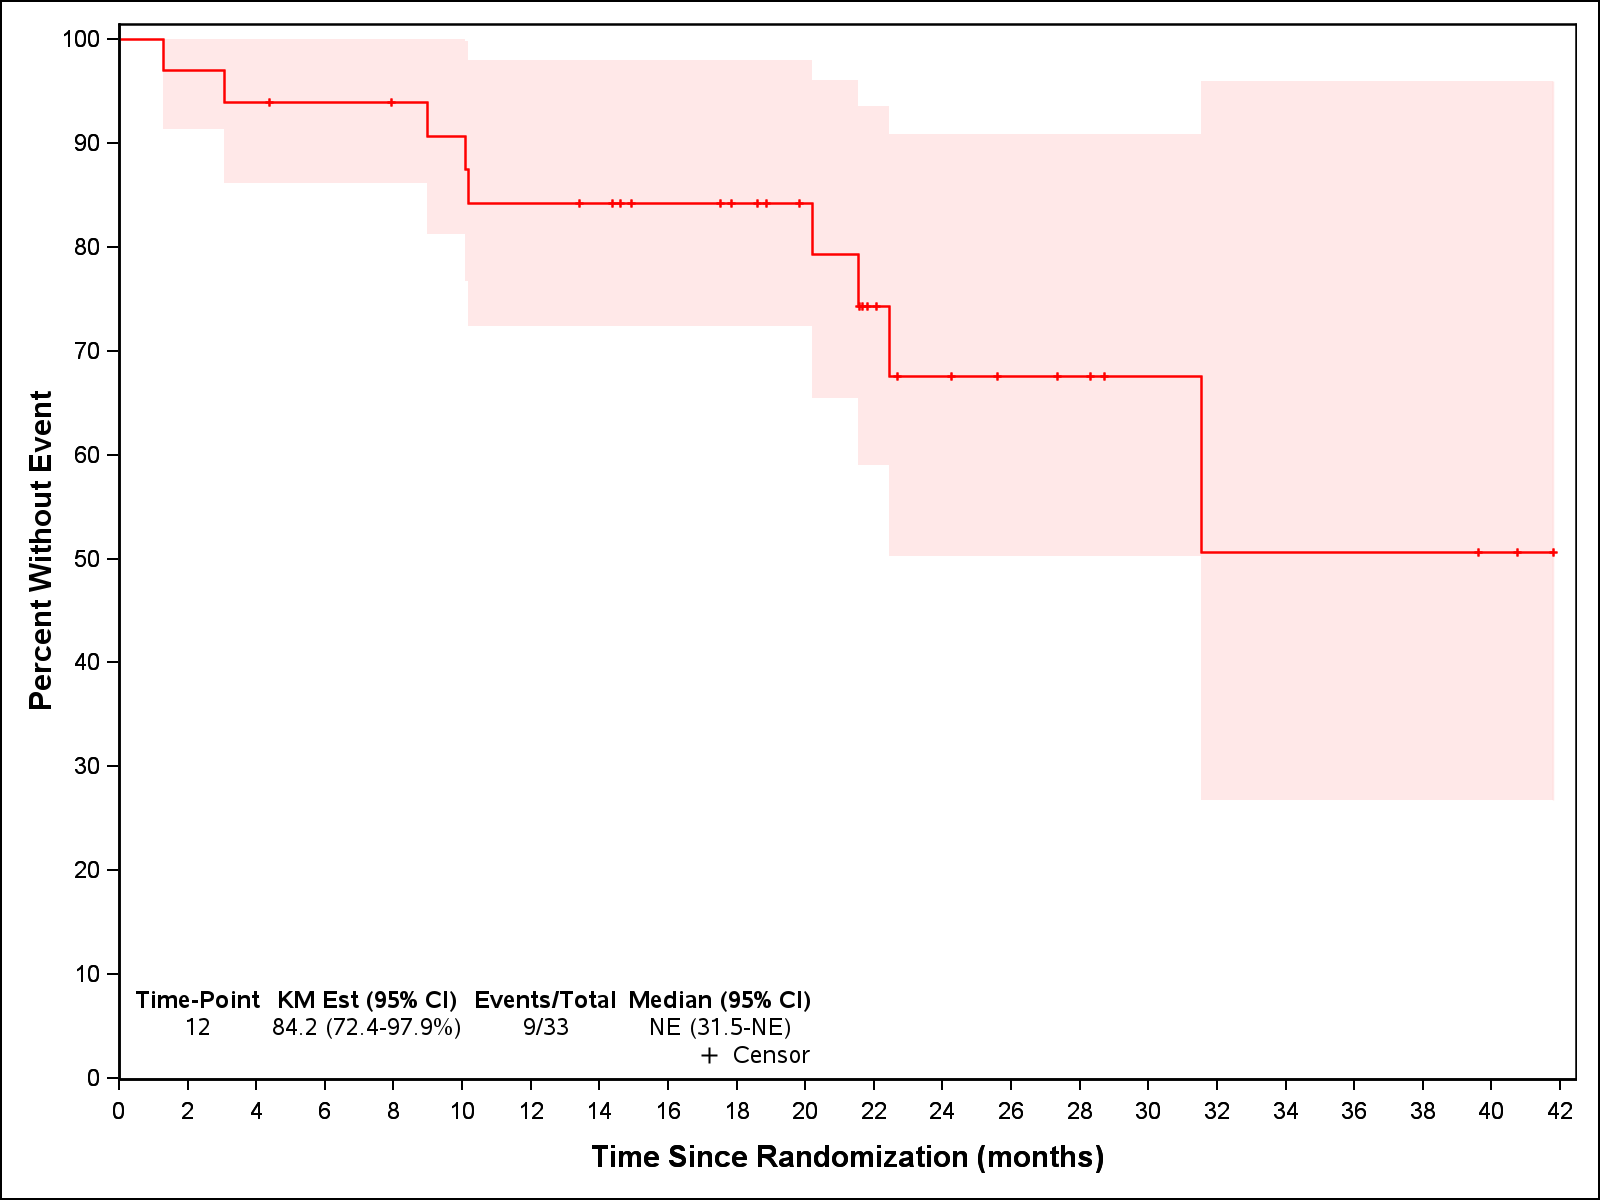 100
90
80
70
60
50
40
30
20
10
0
Percent Without Event
Time-Point KM Est (95% CI) Events/Total Median (95% CI)
12 84.2 (72.4-97.9%) 9/33 NE (31.5-NE)
+ Censor
0 2 4 6 8 10 12 14 16 18 20 22 24 26 28 30 32 34 36 38 40 42
Time Since Randomization (months)